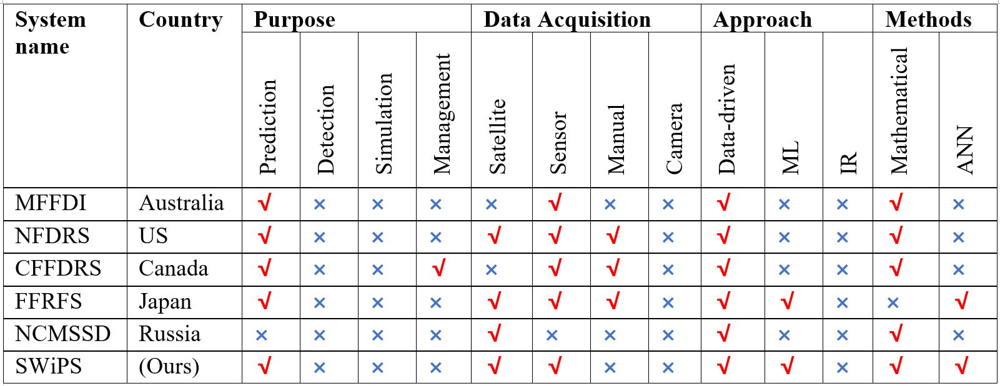 System name Country Purpose Data Acquisition Approach Methods
Prediction Detection Simulation Management Satellite Sensor Manual Camera Data-driven ML IR Mathematical ANN
MFFDI Australia √ × × × × √ × × √ × × √ ×
NFDRS US √ × × × √ √ √ × √ × × √ ×
CFFDRS Canada √ × × √ × √ √ × √ × × √ ×
FFRFS Japan √ × × × √ √ √ × √ √ × × √
NCMSSD Russia × × × × √ × × × √ × × √ ×
SWiPS (Ours) √ × × × √ √ × × √ √ × √ √